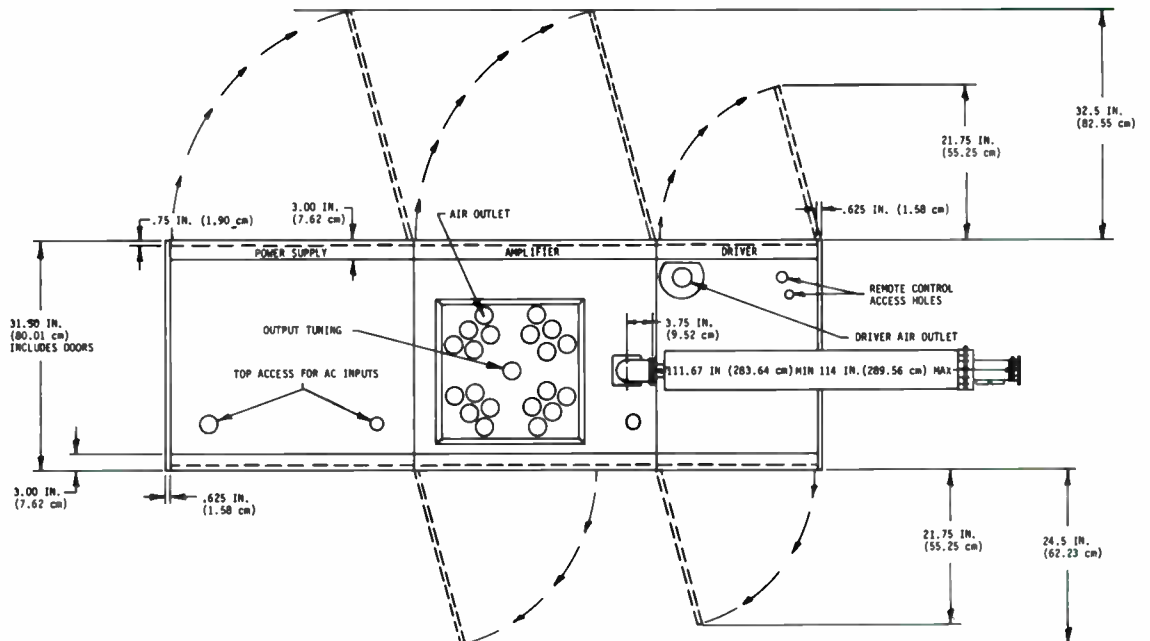 32.5 IN.
(82.55 cm)
21.75 IN.
(55.25 cm)
.75 IN. (1.90 cm)
3.00 IN.
(7.62 cm)
AIR OUTLET
.625 IN. (1.58 cm)
POWER SUPPLY
AMPLIFIER
DRIVER
REMOTE CONTROL
ACCESS HOLES
31.50 IN.
(80.01 cm)
INCLUDES DOORS
OUTPUT TUNING
3.75 IN.
(9.52 cm)
DRIVER AIR OUTLET
TOP ACCESS FOR AC INPUTS
111.67 IN (283.64 cm) MIN 114 IN. (289.56 cm) MAX
3.00 IN.
(7.62 cm)
.625 IN.
(1.58 cm)
21.75 IN.
(55.25 cm)
24.5 IN.
(62.23 cm)